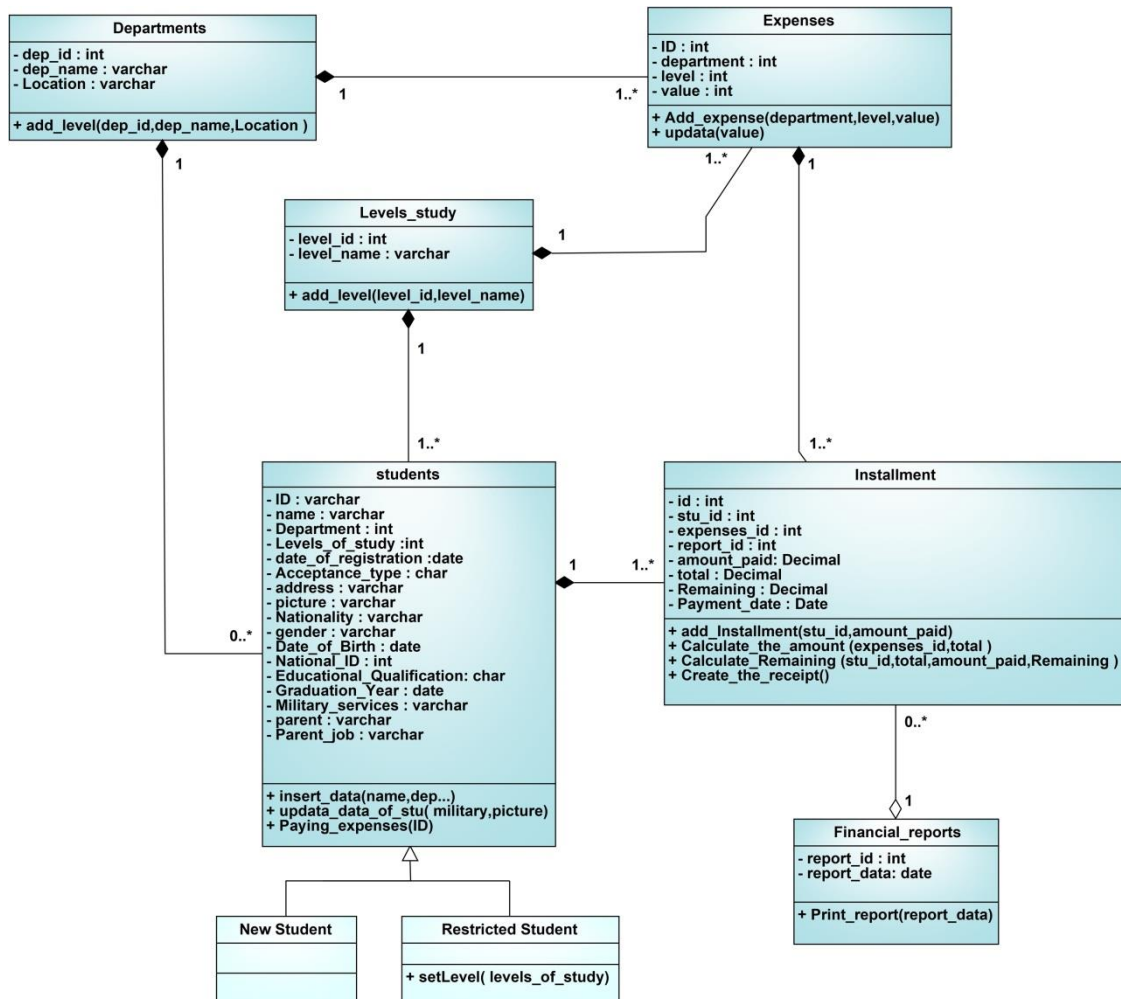 Departments
- dep_id : int
- dep_name : varchar
- Location : varchar
+ add_level(dep_id,dep_name,Location )
Expenses
- ID : int
- department : int
- level : int
- value : int
+ Add_expense(department,level,value)
+ updata(value)
1
1..*
1
1..*
1
Levels_study
- level_id : int
- level_name : varchar
+ add_level(level_id,level_name)
1
1
1..*
1..*
0..*
students
- ID : varchar
- name : varchar
- Department : int
- Levels_of_study :int
- date_of_registration :date
- Acceptance_type : char
- address : varchar
- picture : varchar
- Nationality : varchar
- gender : varchar
- Date_of_Birth : date
- National_ID : int
- Educational_Qualification: char
- Graduation_Year : date
- Military_services : varchar
- parent : varchar
- Parent_job : varchar
+ insert_data(name,dep...)
+ updata_data_of_stu( military,picture)
+ Paying_expenses(ID)
1
1..*
Installment
- id : int
- stu_id : int
- expenses_id : int
- report_id : int
- amount_paid: Decimal
- total : Decimal
- Remaining : Decimal
- Payment_date : Date
+ add_Installment(stu_id,amount_paid)
+ Calculate_the_amount (expenses_id,total )
+ Calculate_Remaining (stu_id,total,amount_paid,Remaining )
+ Create_the_receipt()
0..*
1
Financial_reports
- report_id : int
- report_data: date
+ Print_report(report_data)
New Student
Restricted Student
+ setLevel( levels_of_study)